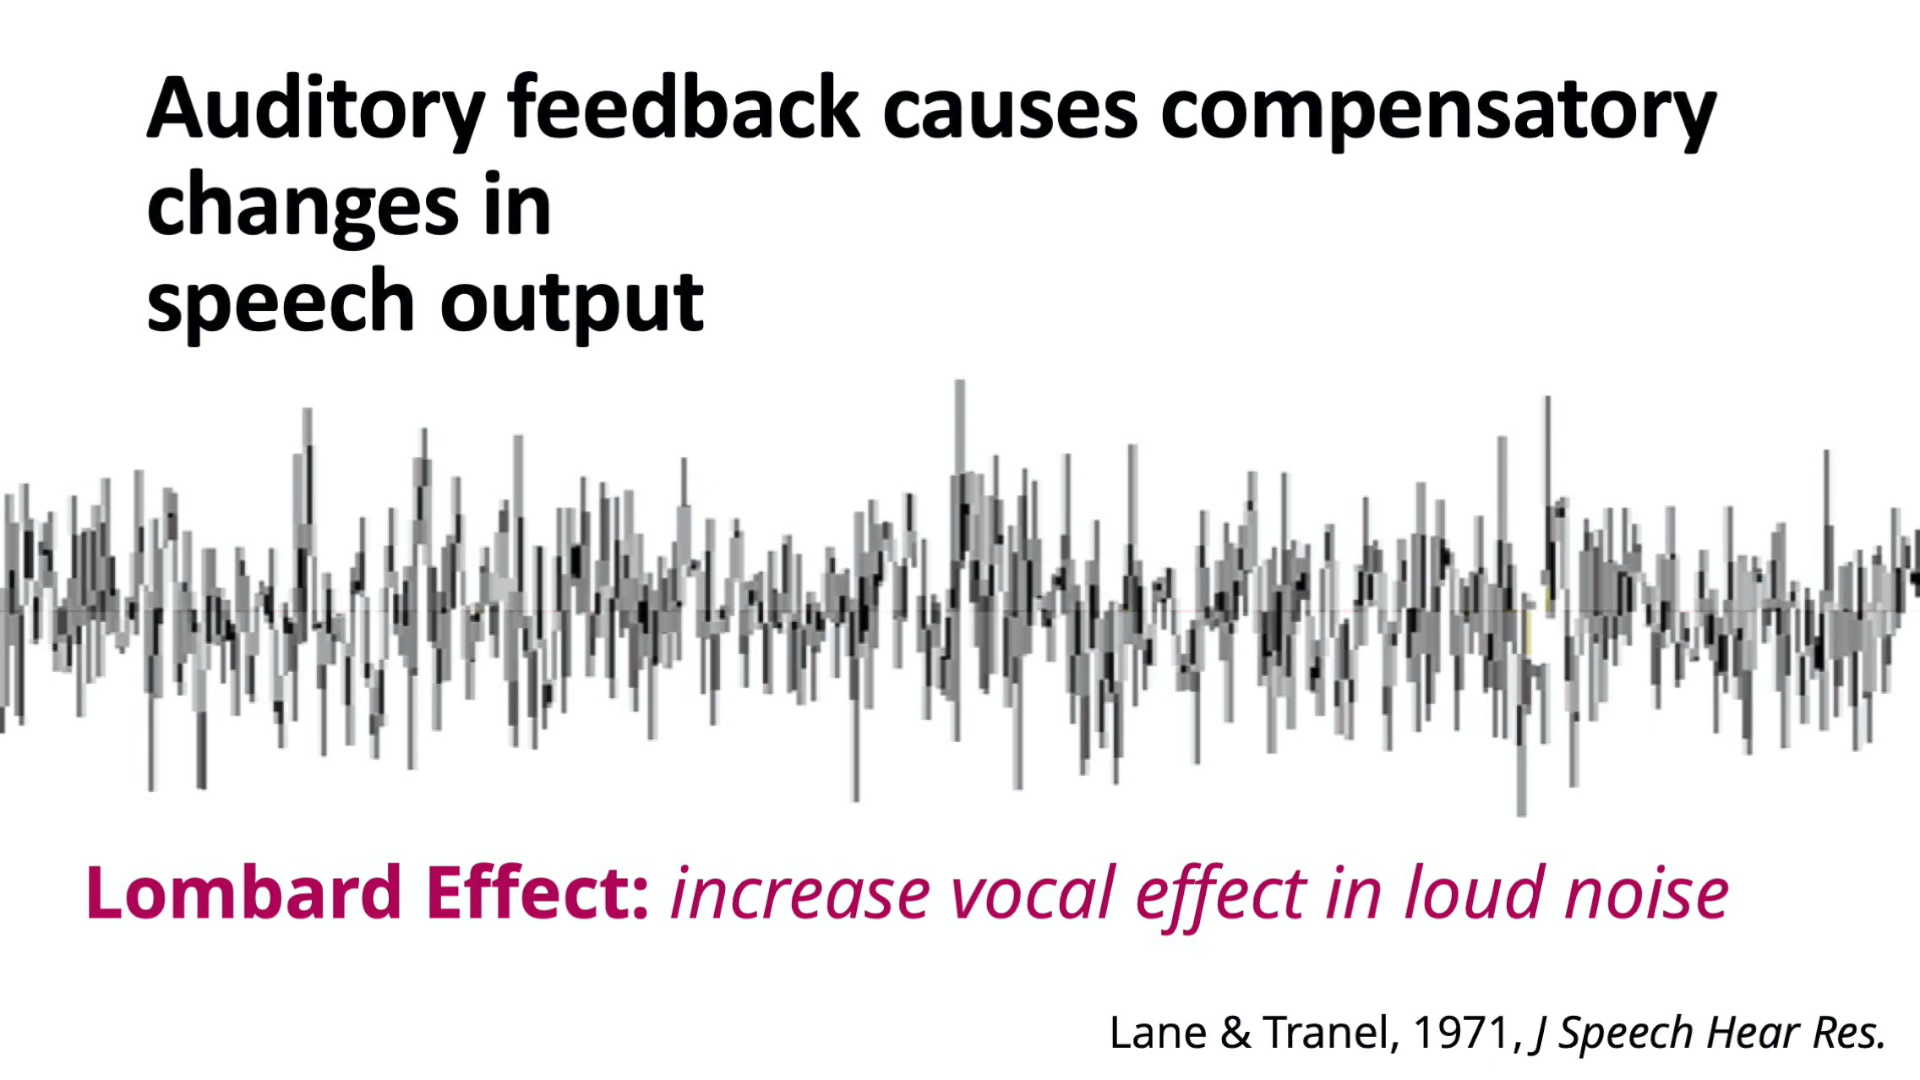 Auditory feedback causes compensatory
changes in
speech output
Lombard Effect: increase vocal effect in loud noise
Lane & Tranel, 1971, J Speech Hear Res.